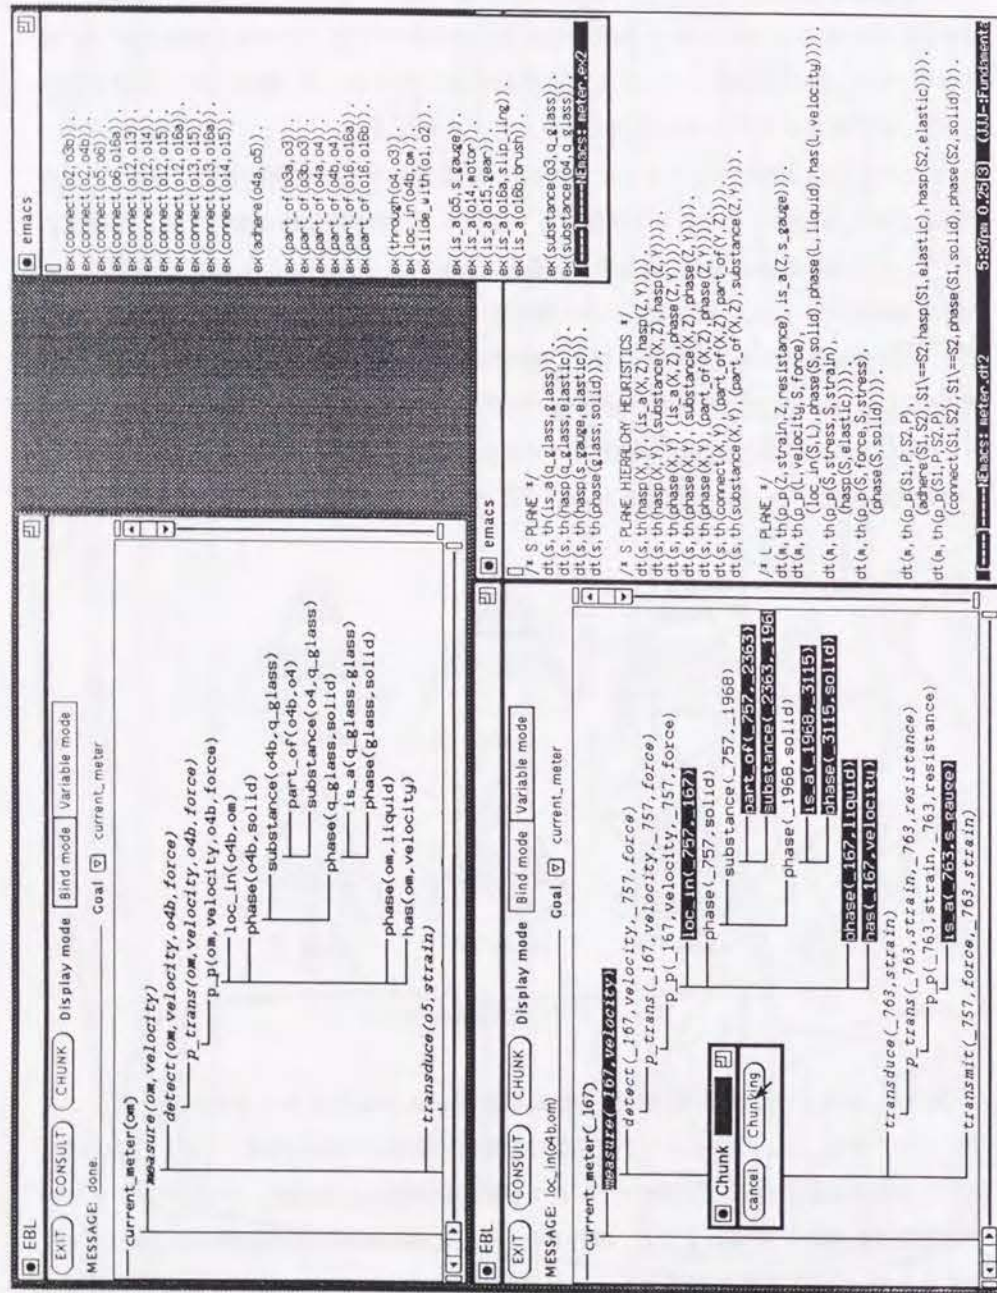 EBL
EXIT CONSULT CHUNK Display mode Bind mode Variable mode
MESSAGE: done. Goal current_meter
current_meter(om)
measure(om,velocity)
detect(om,velocity,o4b,force)
p_trans(om,velocity,o4b,force)
p_p(om,velocity,o4b,force)
loc_in(o4b,om)
phase(o4b,solid)
substance(o4b,q_glass)
part_of(o4b,o4)
substance(o4,q_glass)
phase(q_glass,solid)
is_a(q_glass,glass)
phase(glass,solid)
phase(om,liquid)
has(om,velocity)
transduce(o5,strain)
emacs
ex(connect(o2,o3b)).
ex(connect(o2,o4b)).
ex(connect(o5,o6)).
ex(connect(o6,o16a)).
ex(connect(o12,o13)).
ex(connect(o12,o14)).
ex(connect(o12,o15)).
ex(connect(o12,o16a)).
ex(connect(o13,o15)).
ex(connect(o13,o16a)).
ex(connect(o14,o15)).
ex(adhere(o4a,o5)).
ex(part_of(o3a,o3)).
ex(part_of(o3b,o3)).
ex(part_of(o4a,o4)).
ex(part_of(o4b,o4)).
ex(part_of(o16,o16a)).
ex(part_of(o16,o16b)).
ex(through(o4,o3)).
ex(loc_in(o4b,om)).
ex(slide_with(o1,o2)).
ex(is_a(o5,s_gauge)).
ex(is_a(o14,motor)).
ex(is_a(o15,gear)).
ex(is_a(o16a,slip_ling)).
ex(is_a(o16b,brush)).
ex(substance(o3,q_glass)).
ex(substance(o4,q_glass)).
Emacs: meter.ex2
EBL
EXIT CONSULT CHUNK Display mode Bind mode Variable mode
MESSAGE: loc_in(o4b,om) Goal current_meter
current_meter(_167)
measure(_167,velocity)
detect(_167,velocity,_757,force)
p_trans(_167,velocity,_757,force)
p_p(_167,velocity,_757,force)
loc_in(_757,_167)
phase(_757,solid)
substance(_757,_1968)
part_of(_757,_2363)
substance(_2363,_196
phase(_1968,solid)
is_a(_1968,_3115)
phase(_3115,solid)
phase(_167,liquid)
has(_167,velocity)
Chunk
cancel Chunking
transduce(_763,strain)
p_trans(_763,strain,_763,resistance)
p_p(_763,strain,_763,resistance)
is_a(_763,s_gauge)
transmit(_757,force,_763,strain)
emacs
/* S PLANE */
dt(s,th(is_a(q_glass,glass))).
dt(s,th(hasp(q_glass,elastic))).
dt(s,th(hasp(s_gauge,elastic))).
dt(s,th(phase(glass,solid))).
/* S PLANE HIERALCHY HEURISTICS */
dt(s,th(hasp(X,Y),(is_a(X,Z),hasp(Z,Y)))).
dt(s,th(hasp(X,Y),(substance(X,Z),hasp(Z,Y)))).
dt(s,th(phase(X,Y),(is_a(X,Z),phase(Z,Y)))).
dt(s,th(phase(X,Y),(substance(X,Z),phase(Z,Y)))).
dt(s,th(phase(X,Y),(part_of(X,Z),phase(Z,Y)))).
dt(s,th(connect(X,Y),(part_of(X,Z),part_of(Y,Z)))).
dt(s,th(substance(X,Y),(part_of(X,Z),substance(Z,Y)))).
/* L PLANE */
dt(m,th(p_p(Z,strain,Z,resistance),is_a(Z,s_gauge))).
dt(m,th(p_p(L,velocity,S,force),
(loc_in(S,L),phase(S,solid),phase(L,liquid),has(L,velocity)))).
dt(m,th(p_p(S,stress,S,strain),
(hasp(S,elastic)))).
dt(m,th(p_p(S,force,S,stress),
phase(S,solid)))).
dt(m,th(p_p(S1,P,S2,P),
(adhere(S1,S2),S1\==S2,hasp(S1,elastic),hasp(S2,elastic)))).
dt(m,th(p_p(S1,P,S2,P),
(connect(S1,S2),S1\==S2,phase(S1,solid),phase(S2,solid)))).
Emacs: meter.dt2 5:37pm 0.25[3] (JJJ-:Fundamenta